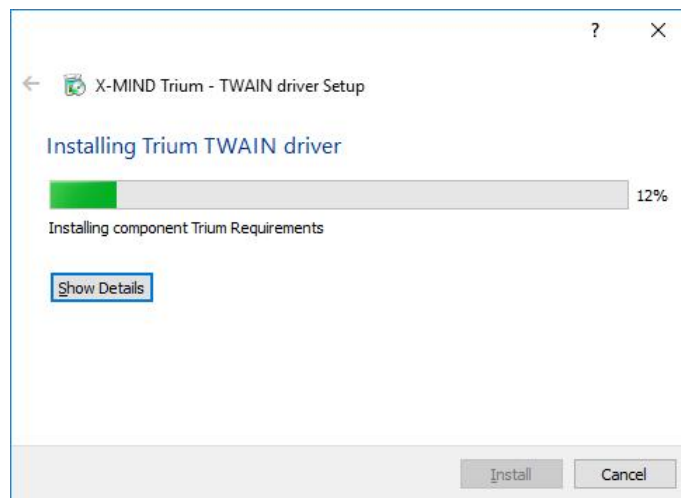 ?
X-MIND Trium - TWAIN driver Setup
Installing Trium TWAIN driver
12%
Installing component Trium Requirements
Show Details
Install Cancel